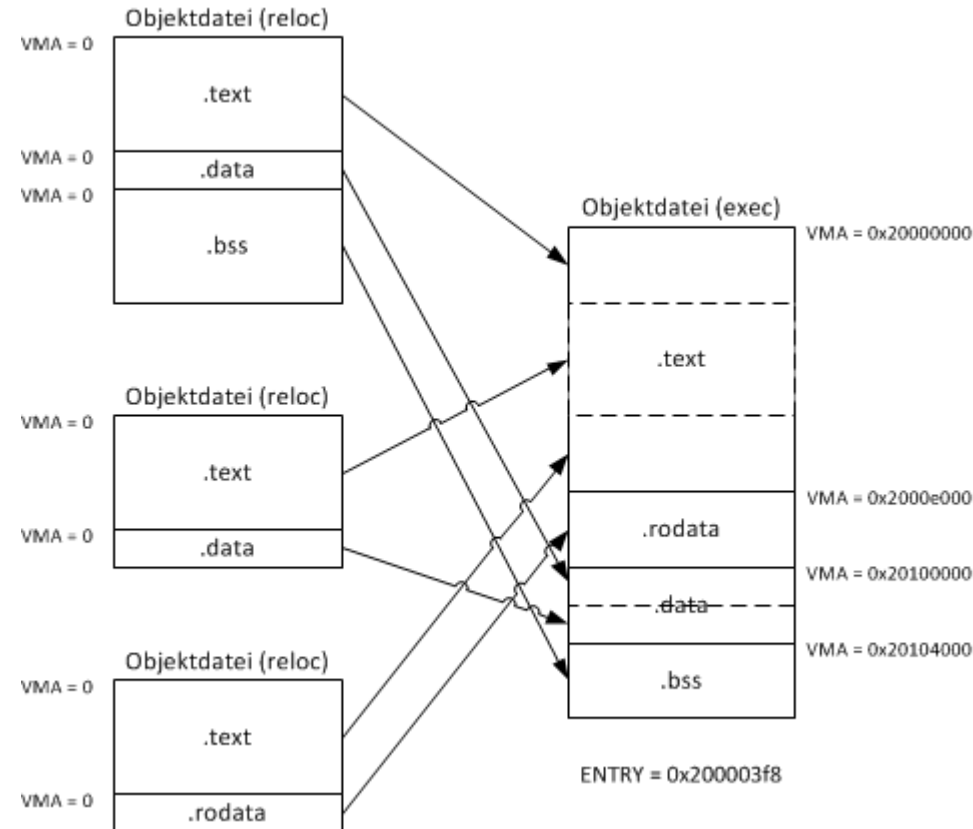 Objektdatei (reloc)
VMA = 0
.text
VMA = 0
.data
VMA = 0
.bss
Objektdatei (reloc)
VMA = 0
.text
VMA = 0
.data
Objektdatei (reloc)
VMA = 0
.text
VMA = 0
.rodata
Objektdatei (exec)
VMA = 0x20000000
.text
VMA = 0x2000e000
.rodata
VMA = 0x20100000
.data
VMA = 0x20104000
.bss
ENTRY = 0x200003f8